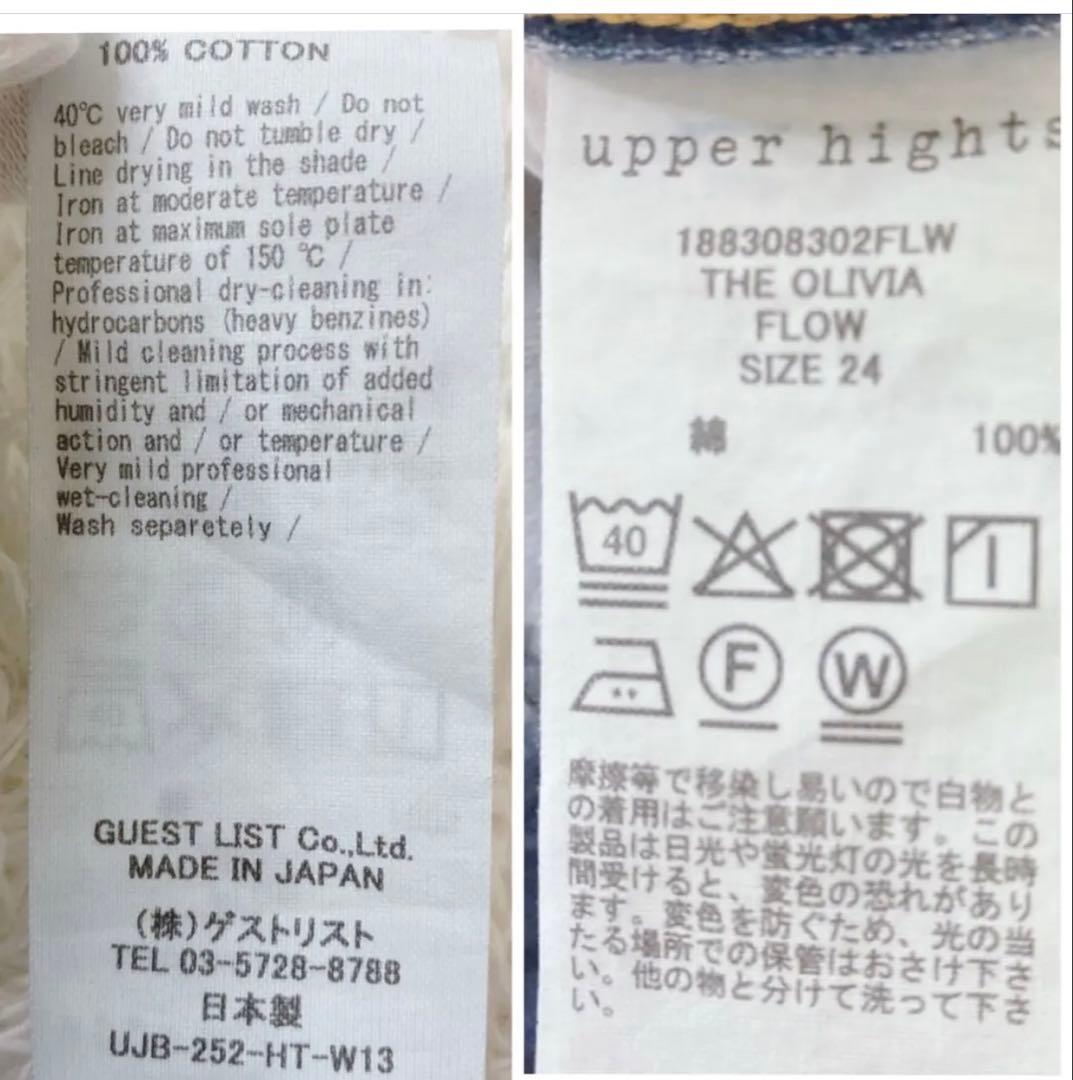 100% COTTON
40℃ very mild wash / Do not
bleach / Do not tumble dry /
Line drying in the shade /
Iron at moderate temperature /
Iron at maximum sole plate
temperature of 150 ℃ /
Professional dry-cleaning in:
hydrocarbons (heavy benzines)
/ Mild cleaning process with
stringent limitation of added
humidity and / or mechanical
action and / or temperature /
Very mild professional
wet-cleaning /
Wash separetely /
GUEST LIST Co.,Ltd.
MADE IN JAPAN
(株)ゲストリスト
TEL 03-5728-8788
日本製
UJB-252-HT-W13
upper hights
188308302FLW
THE OLIVIA
FLOW
SIZE 24
綿 100%
40
F W
摩擦等で移染し易いので白物と
の着用はご注意願います。この
製品は日光や蛍光灯の光を長時
間受けると、変色の恐れがあり
ます。変色を防ぐため、光の当
たる場所での保管はおさけ下さ
い。他の物と分けて洗って下さ
い。